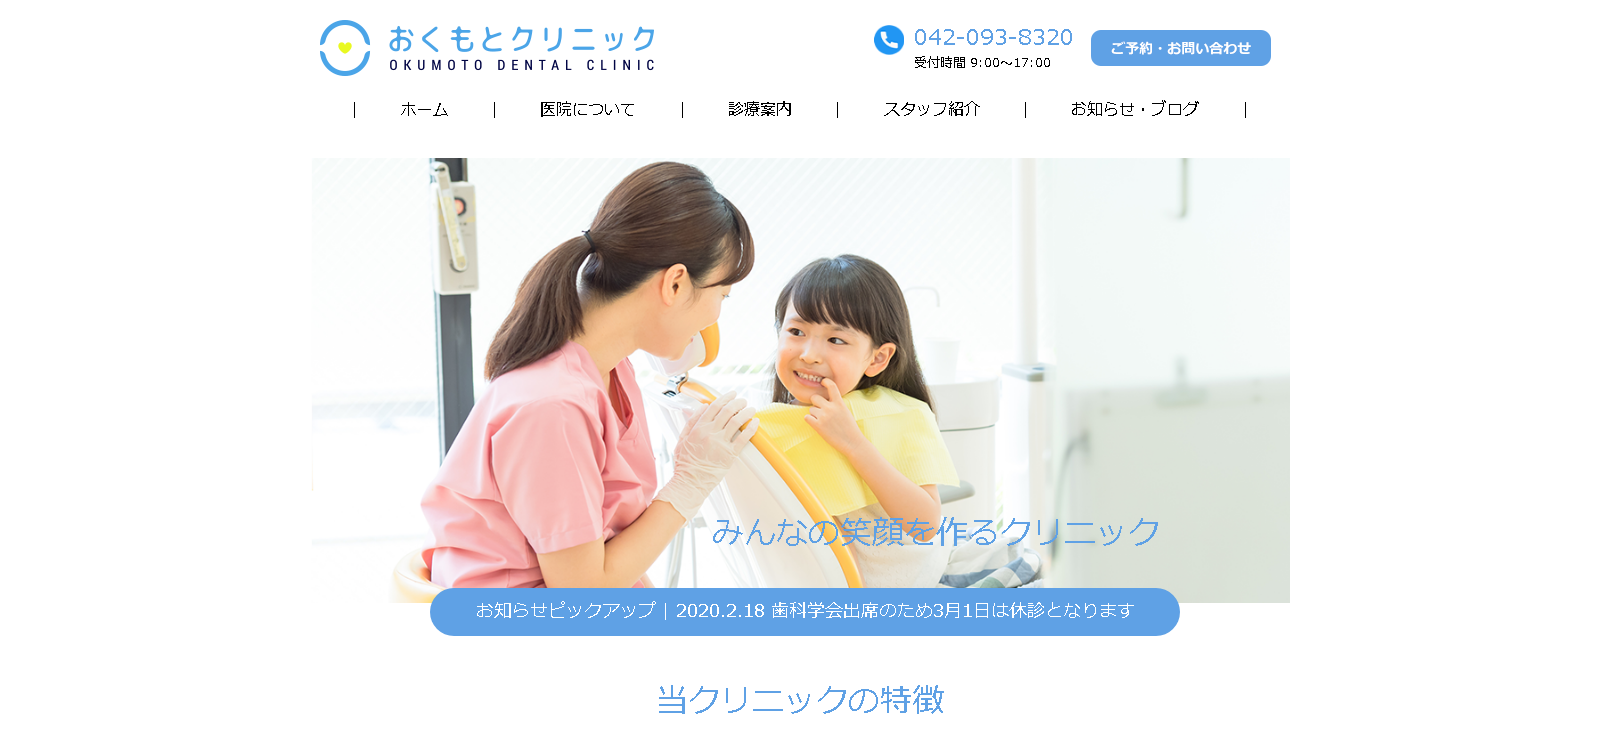 おくもとクリニック
OKUMOTO DENTAL CLINIC
042-093-8320
受付時間 9:00～17:00
ご予約・お問い合わせ
ホーム
医院について
診療案内
スタッフ紹介
お知らせ・ブログ
みんなの笑顔を作るクリニック
お知らせピックアップ | 2020.2.18 歯科学会出席のため3月1日は休診となります
当クリニックの特徴